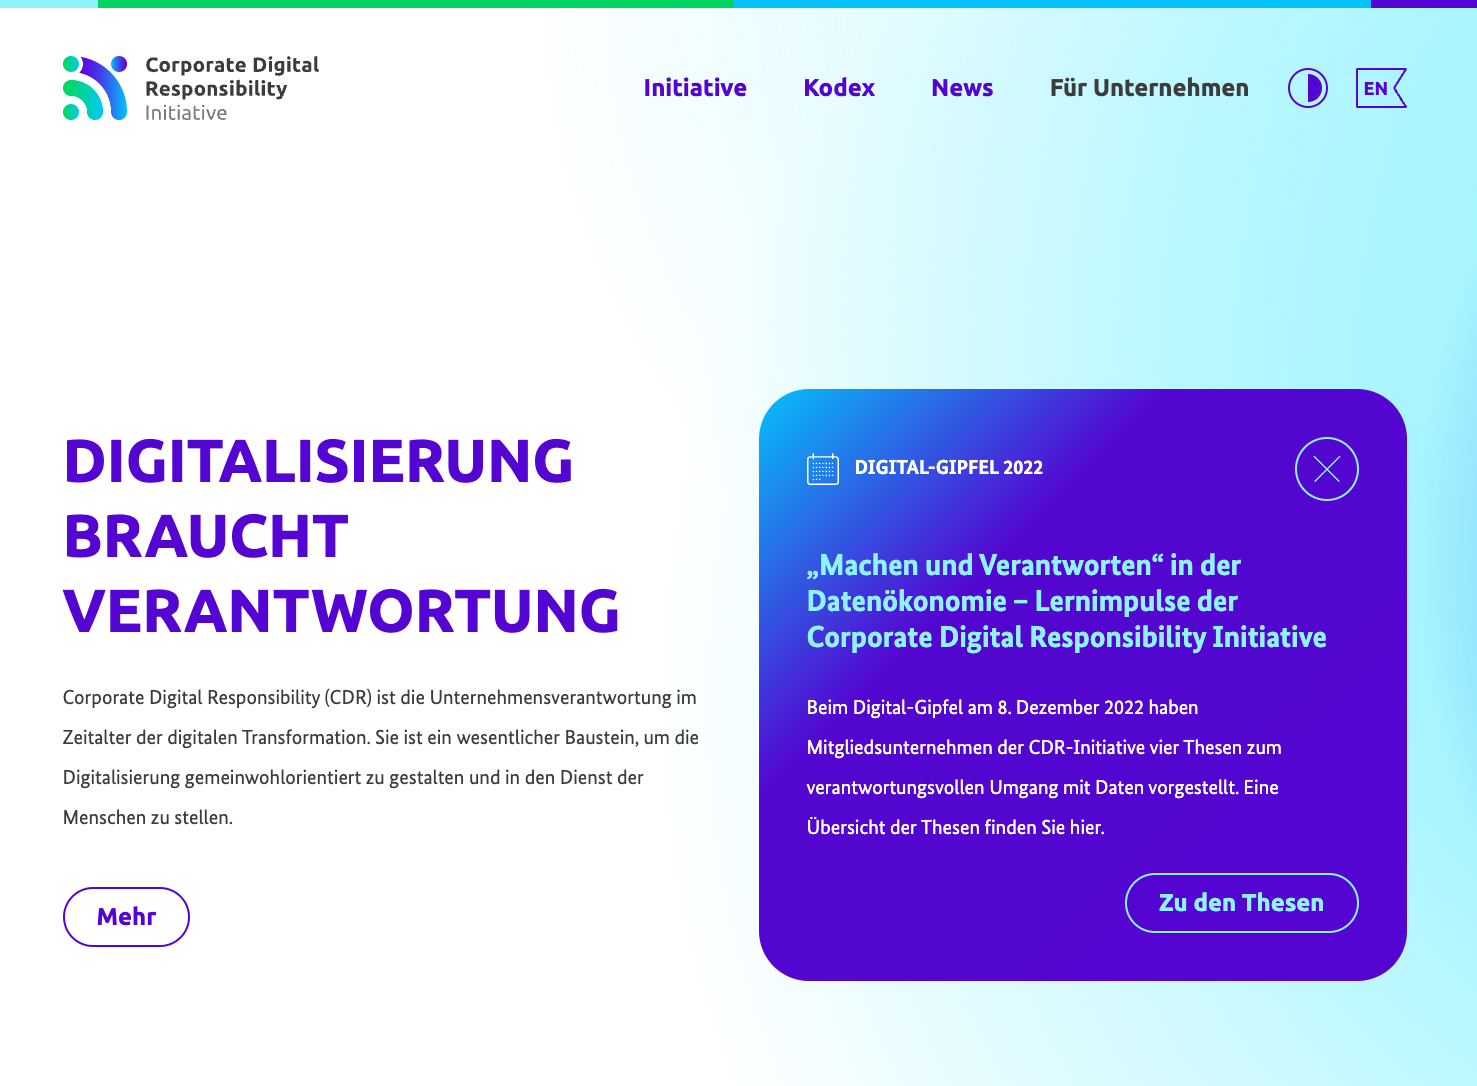 Corporate Digital
Responsibility
Initiative
Initiative
Kodex
News
Für Unternehmen
EN
DIGITALISIERUNG
BRAUCHT
VERANTWORTUNG
Corporate Digital Responsibility (CDR) ist die Unternehmensverantwortung im
Zeitalter der digitalen Transformation. Sie ist ein wesentlicher Baustein, um die
Digitalisierung gemeinwohlorientiert zu gestalten und in den Dienst der
Menschen zu stellen.
Mehr
DIGITAL-GIPFEL 2022
„Machen und Verantworten“ in der
Datenökonomie – Lernimpulse der
Corporate Digital Responsibility Initiative
Beim Digital-Gipfel am 8. Dezember 2022 haben
Mitgliedsunternehmen der CDR-Initiative vier Thesen zum
verantwortungsvollen Umgang mit Daten vorgestellt. Eine
Übersicht der Thesen finden Sie hier.
Zu den Thesen